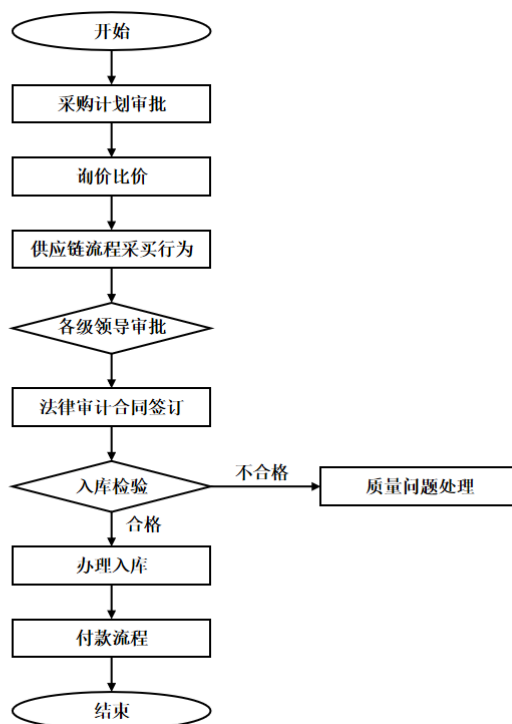 开始
采购计划审批
询价比价
供应链流程采买行为
各级领导审批
法律审计合同签订
入库检验
不合格
质量问题处理
合格
办理入库
付款流程
结束